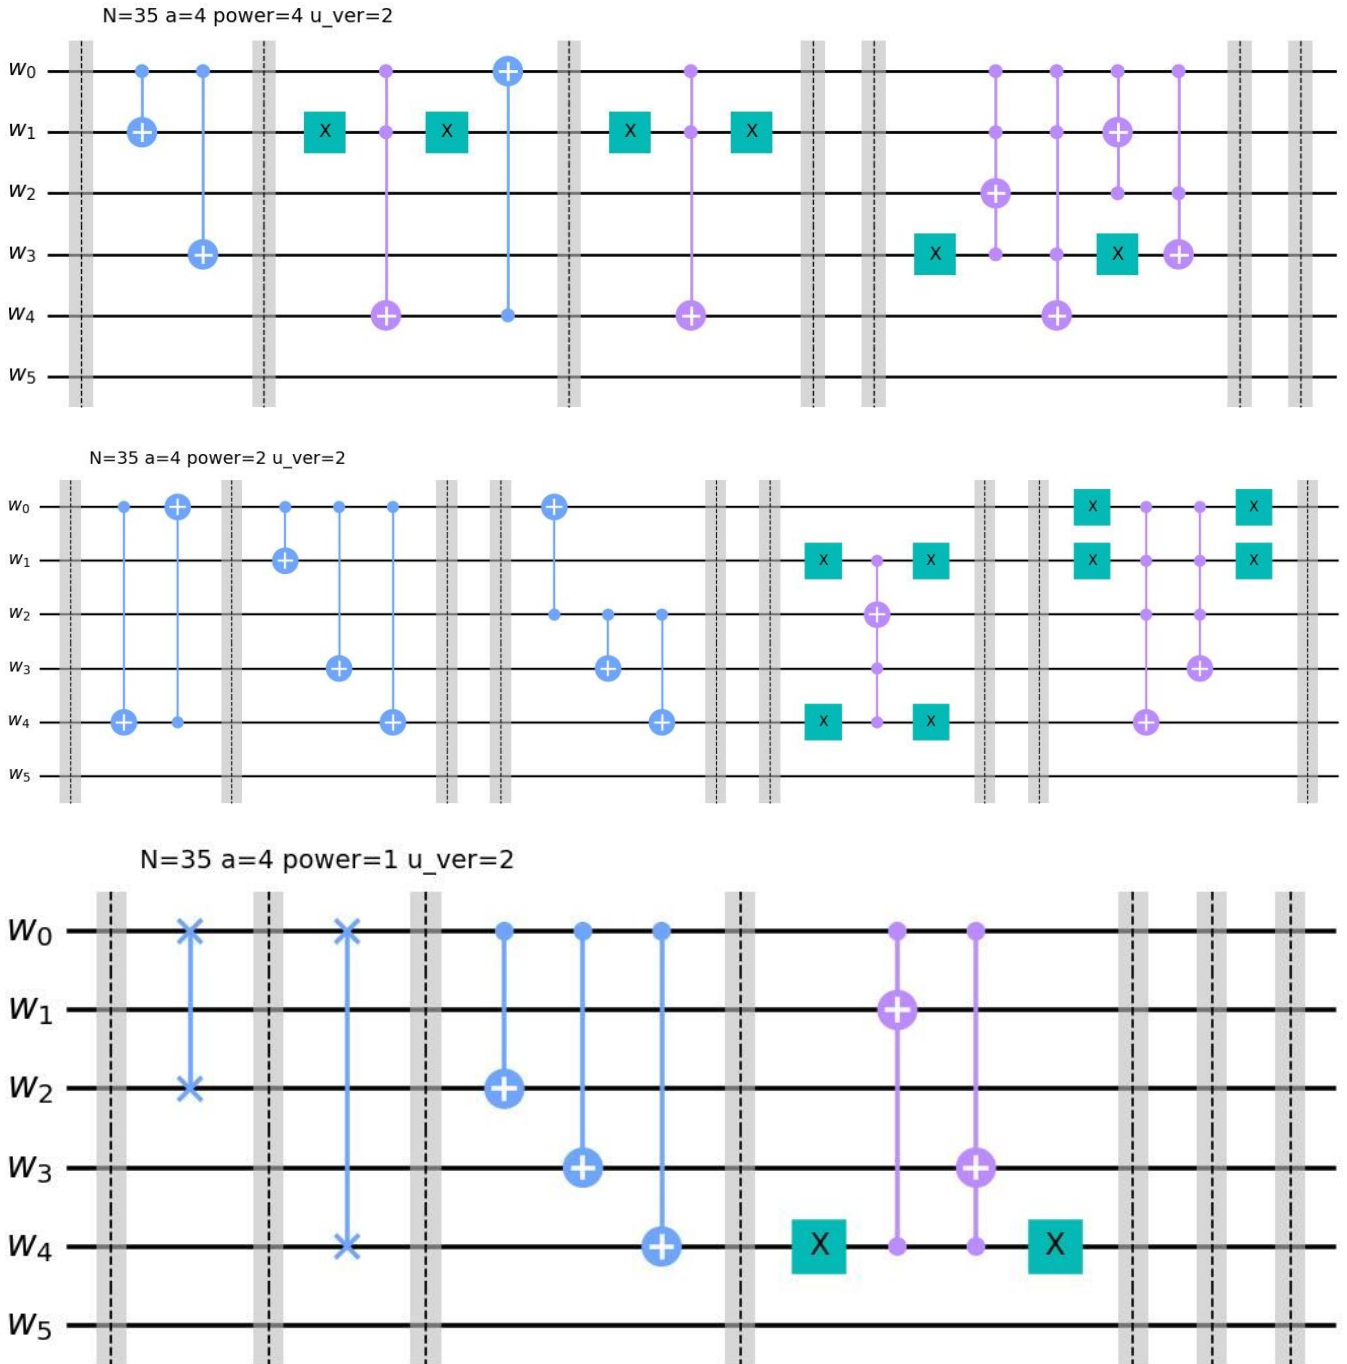 N=35 a=4 power=4 u_ver=2
w0
w1 X X X X
w2
w3 X X
w4
w5
N=35 a=4 power=2 u_ver=2
w0 X X
w1 X X X X
w2
w3
w4 X X
w5
N=35 a=4 power=1 u_ver=2
w0
w1
w2
w3
w4 X X
w5